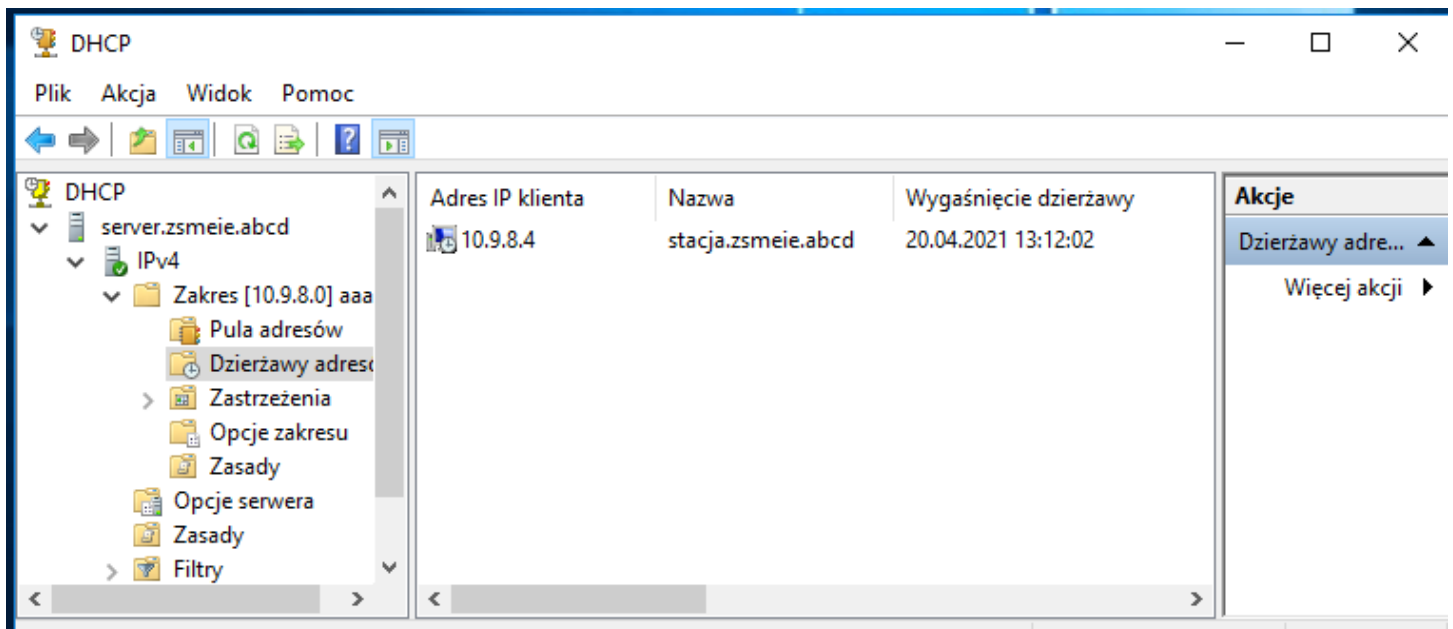 DHCP
Plik Akcja Widok Pomoc
DHCP
server.zsmeie.abcd
IPv4
Zakres [10.9.8.0] aaa
Pula adresów
Dzierżawy adresó
Zastrzeżenia
Opcje zakresu
Zasady
Opcje serwera
Zasady
Filtry
Adres IP klienta Nazwa Wygaśnięcie dzierżawy
10.9.8.4 stacja.zsmeie.abcd 20.04.2021 13:12:02
Akcje
Dzierżawy adre...
Więcej akcji